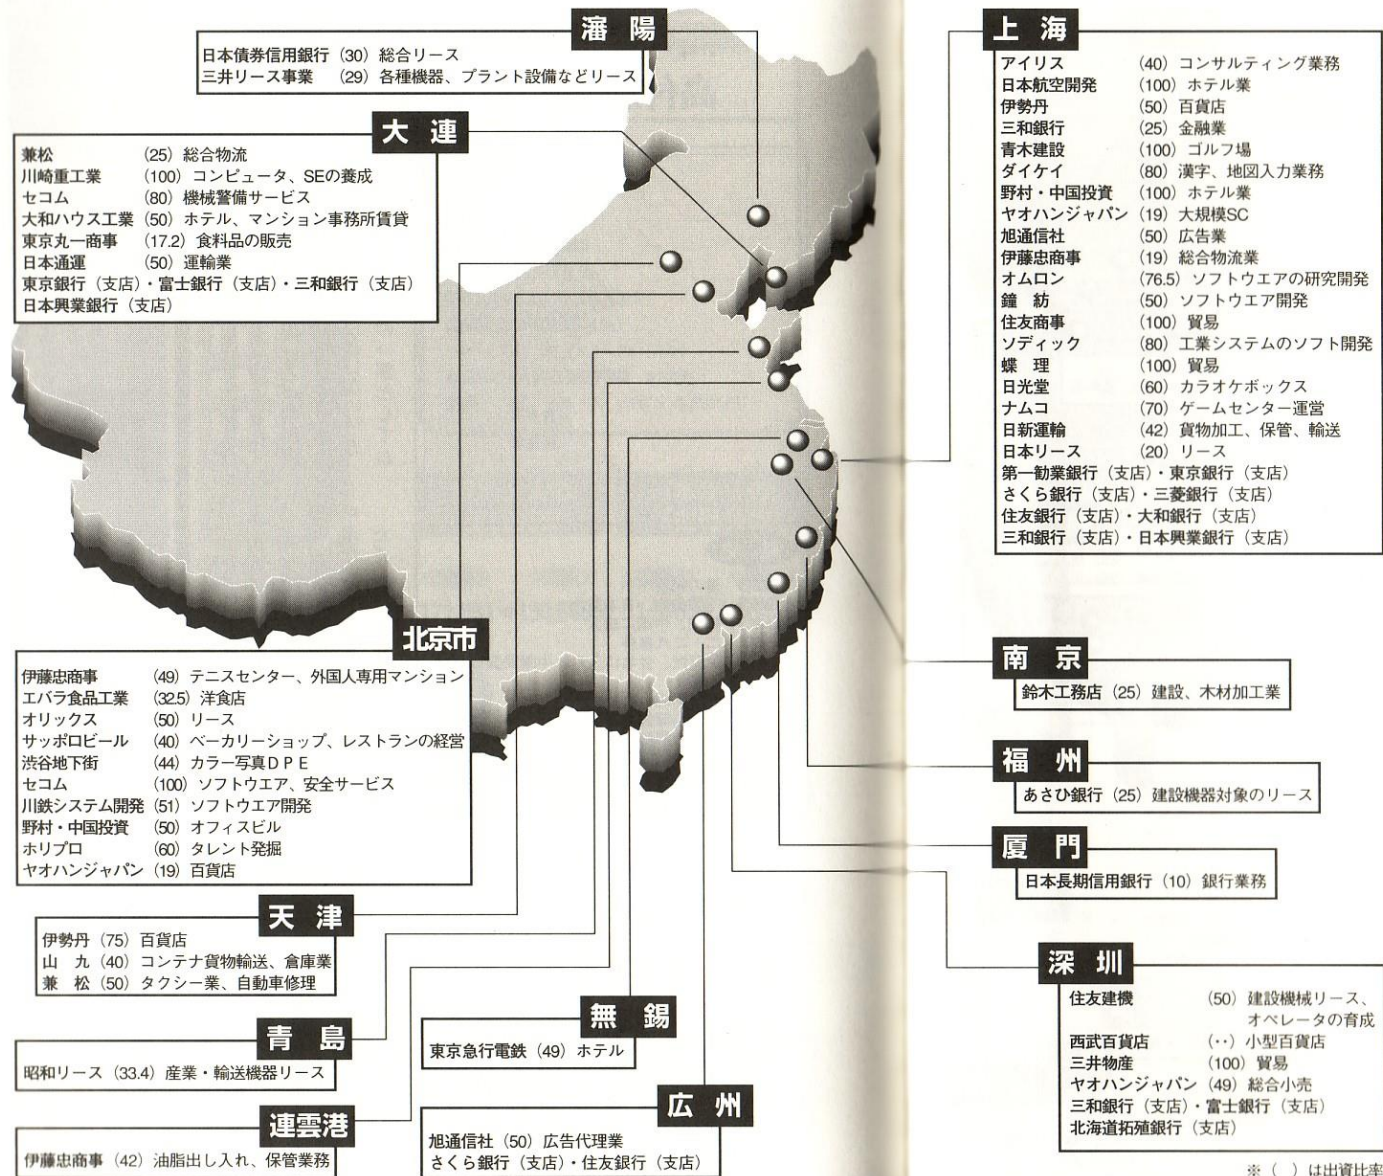 瀋陽
日本債券信用銀行 (30) 総合リース
三井リース事業 (29) 各種機器、プラント設備などリース
大連
兼松 (25) 総合物流
川崎重工業 (100) コンピュータ、SEの養成
セコム (80) 機械警備サービス
大和ハウス工業 (50) ホテル、マンション事務所賃貸
東京丸一商事 (17.2) 食料品の販売
日本通運 (50) 運輸業
東京銀行（支店）・富士銀行（支店）・三和銀行（支店）
日本興業銀行（支店）
北京市
伊藤忠商事 (49) テニスセンター、外国人専用マンション
エバラ食品工業 (32.5) 洋食店
オリックス (50) リース
サッポロビール (40) ベーカリーショップ、レストランの経営
渋谷地下街 (44) カラー写真DPE
セコム (100) ソフトウエア、安全サービス
川鉄システム開発 (51) ソフトウエア開発
野村・中国投資 (50) オフィスビル
ホリプロ (60) タレント発掘
ヤオハンジャパン (19) 百貨店
天津
伊勢丹 (75) 百貨店
山九 (40) コンテナ貨物輸送、倉庫業
兼松 (50) タクシー業、自動車修理
青島
昭和リース (33.4) 産業・輸送機器リース
連雲港
伊藤忠商事 (42) 油脂出し入れ、保管業務
無錫
東京急行電鉄 (49) ホテル
広州
旭通信社 (50) 広告代理業
さくら銀行（支店）・住友銀行（支店）
上海
アイリス (40) コンサルティング業務
日本航空開発 (100) ホテル業
伊勢丹 (50) 百貨店
三和銀行 (25) 金融業
青木建設 (100) ゴルフ場
ダイケイ (80) 漢字、地図入力業務
野村・中国投資 (100) ホテル業
ヤオハンジャパン (19) 大規模SC
旭通信社 (50) 広告業
伊藤忠商事 (19) 総合物流業
オムロン (76.5) ソフトウエアの研究開発
鐘紡 (50) ソフトウエア開発
住友商事 (100) 貿易
ソディック (80) 工業システムのソフト開発
蝶理 (100) 貿易
日光堂 (60) カラオケボックス
ナムコ (70) ゲームセンター運営
日新運輸 (42) 貨物加工、保管、輸送
日本リース (20) リース
第一勧業銀行（支店）・東京銀行（支店）
さくら銀行（支店）・三菱銀行（支店）
住友銀行（支店）・大和銀行（支店）
三和銀行（支店）・日本興業銀行（支店）
南京
鈴木工務店 (25) 建設、木材加工業
福州
あさひ銀行 (25) 建設機器対象のリース
厦門
日本長期信用銀行 (10) 銀行業務
深圳
住友建機 (50) 建設機械リース、
オペレータの育成
西武百貨店 (‥) 小型百貨店
三井物産 (100) 貿易
ヤオハンジャパン (49) 総合小売
三和銀行（支店）・富士銀行（支店）
北海道拓殖銀行（支店）
※（ ）は出資比率